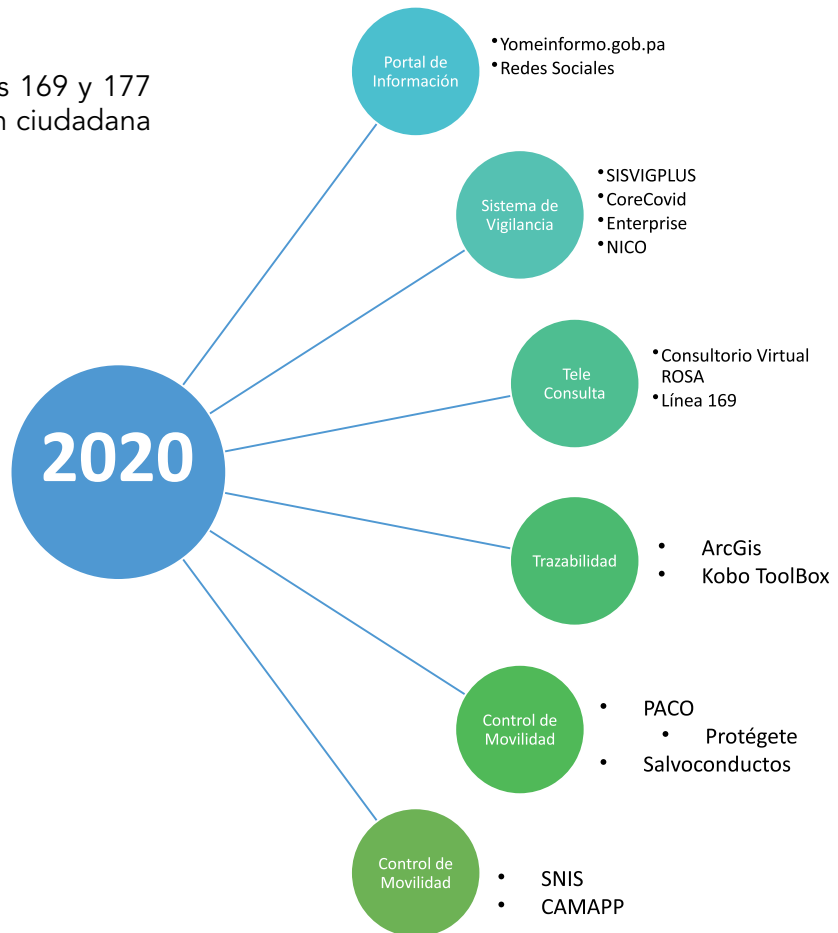 s 169 y 177
n ciudadana
Portal de
Información
•Yomeinformo.gob.pa
•Redes Sociales
Sistema de
Vigilancia
•SISVIGPLUS
•CoreCovid
•Enterprise
•NICO
Tele
Consulta
•Consultorio Virtual
ROSA
•Línea 169
2020
Trazabilidad
• ArcGis
• Kobo ToolBox
Control de
Movilidad
• PACO
• Protégete
• Salvoconductos
Control de
Movilidad
• SNIS
• CAMAPP